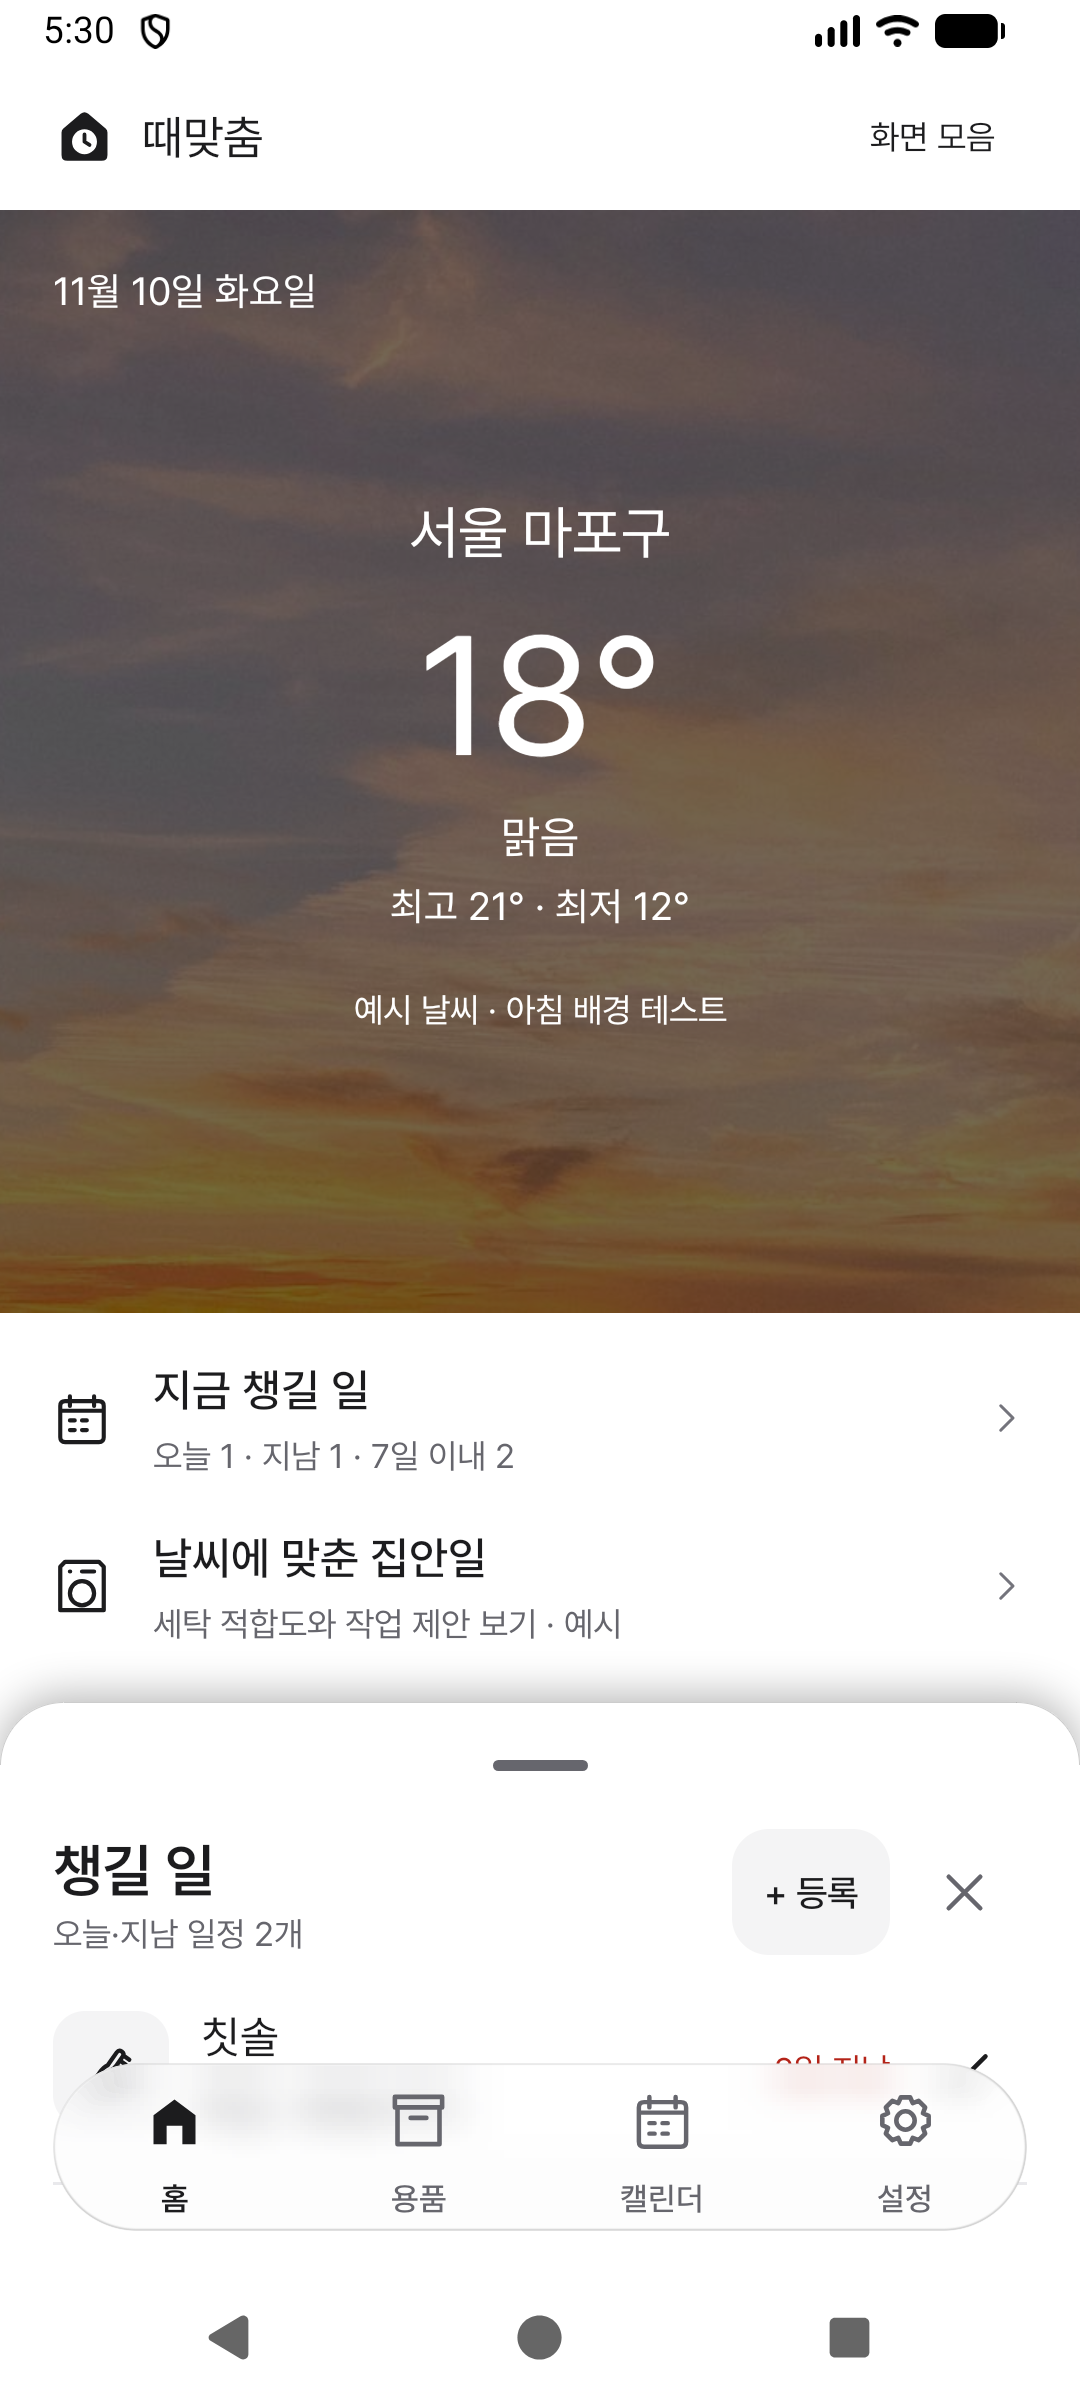 5:30
때맞춤
화면 모음
11월 10일 화요일
서울 마포구
18°
맑음
최고 21° · 최저 12°
예시 날씨 · 아침 배경 테스트
지금 챙길 일
오늘 1 · 지남 1 · 7일 이내 2
날씨에 맞춘 집안일
세탁 적합도와 작업 제안 보기 · 예시
챙길 일
오늘·지남 일정 2개
+ 등록
칫솔
홈
용품
캘린더
설정